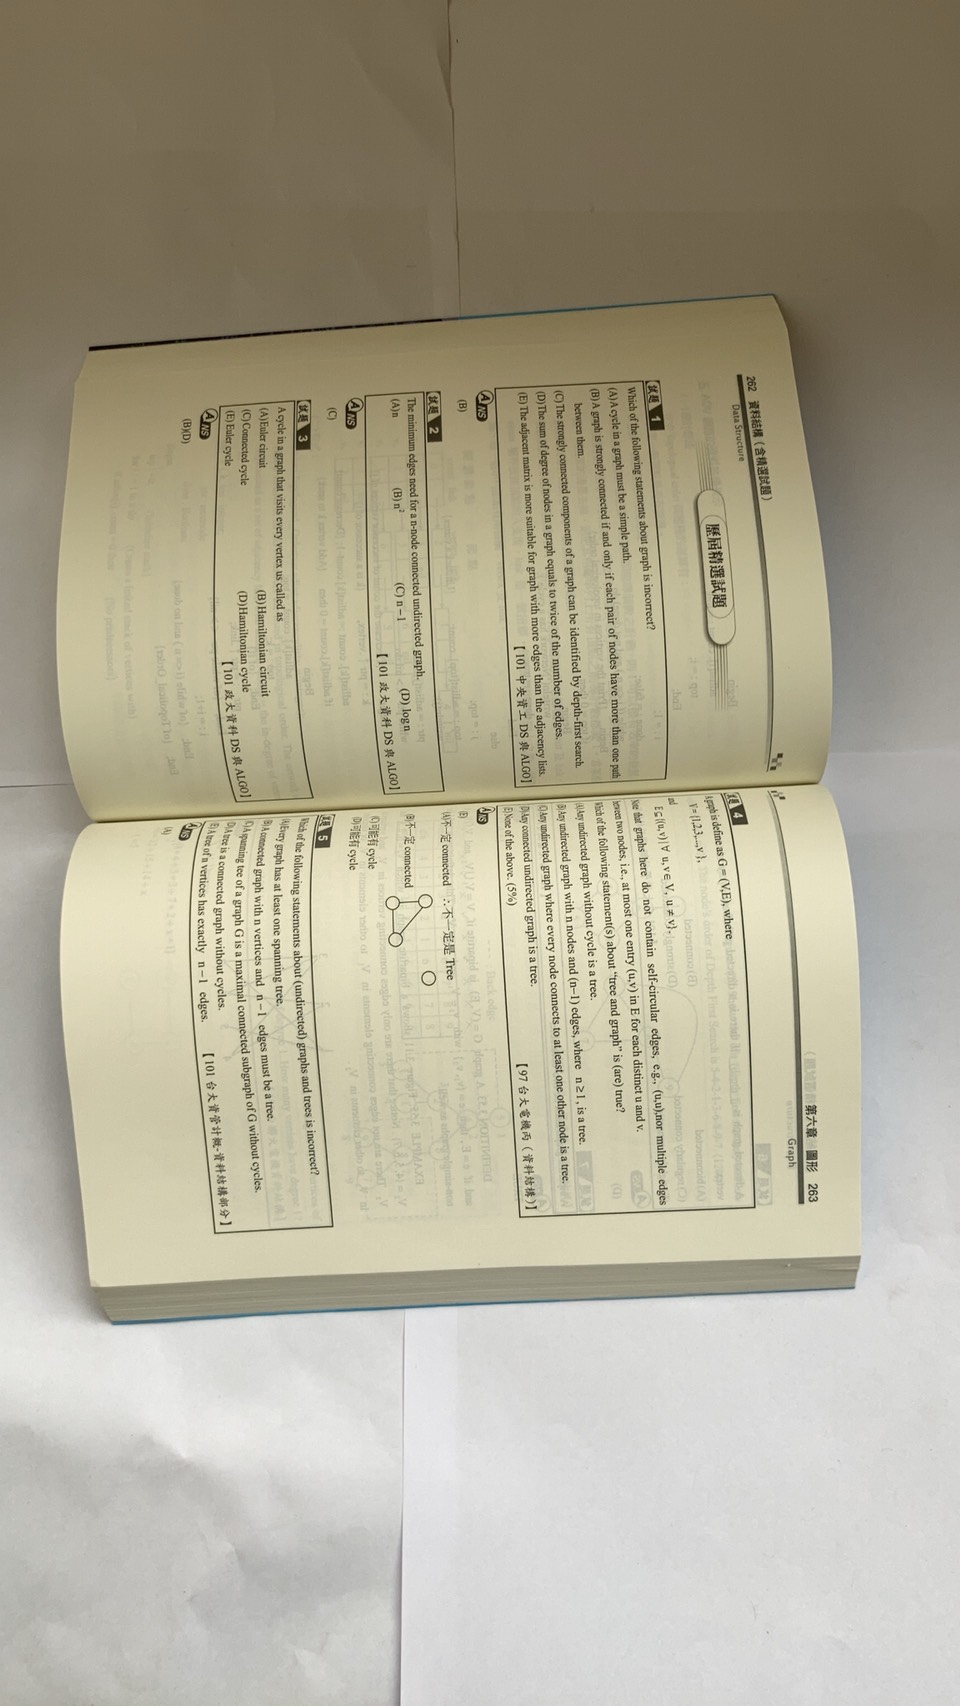 262 資料結構（含精選試題）
Data Structure
歷屆精選試題
試題 1
Which of the following statements about graph is incorrect?
(A) A cycle in a graph must be a simple path.
(B) A graph is strongly connected if and only if each pair of nodes have more than one path
between them.
(C) The strongly connected components of a graph can be identified by depth-first search.
(D) The sum of degree of nodes in a graph equals to twice of the number of edges.
(E) The adjacent matrix is more suitable for graph with more edges than the adjacency lists.
【101 中央資工 DS 與 ALGO】
ANS
(B)
試題 2
The minimum edges need for a n-node connected undirected graph.
(A) n (B) n² (C) n−1 (D) log n
【101 政大資科 DS 與 ALGO】
ANS
(C)
試題 3
A cycle in a graph that visits every vertex us called as
(A) Euler circuit (B) Hamiltonian circuit
(C) Connected cycle (D) Hamiltonian cycle
(E) Euler cycle 【101 政大資科 DS 與 ALGO】
ANS
(B)(D)
第六章 圖形 263
Graph
試題 4
A graph is define as G = (V,E), where
V = {1,2,3,...,v },
and
E ⊆ {(u, v) | ∀ u, v ∈ V, u ≠ v}.
Note that graphs here do not contain self-circular edges, e.g., (u,u),nor multiple edges
between two nodes, i.e., at most one entry (u,v) in E for each distinct u and v.
Which of the following statement(s) about “tree and graph” is (are) true?
(A) Any undirected graph without cycle is a tree.
(B) Any undirected graph with n nodes and (n−1) edges, where n ≥ 1, is a tree.
(C) Any undirected graph where every node connects to at least one other node is a tree.
(D) Any connected undirected graph is a tree.
(E) None of the above. (5%) 【97 台大電機丙（資料結構）】
ANS
(E)
(A) 不一定 connected ∴不一定是 Tree
(B) 不一定 connected
(C) 可能有 cycle
(D) 可能有 cycle
試題 5
Which of the following statements about (undirected) graphs and trees is incorrect?
(A) Every graph has at least one spanning tree.
(B) A connected graph with n vertices and n−1 edges must be a tree.
(C) A spanning tee of a graph G is a maximal connected subgraph of G without cycles.
(D) A tree is a connected graph without cycles.
(E) A tree of n vertices has exactly n−1 edges.
【101 台大資管計概-資料結構部分】
ANS
(A)